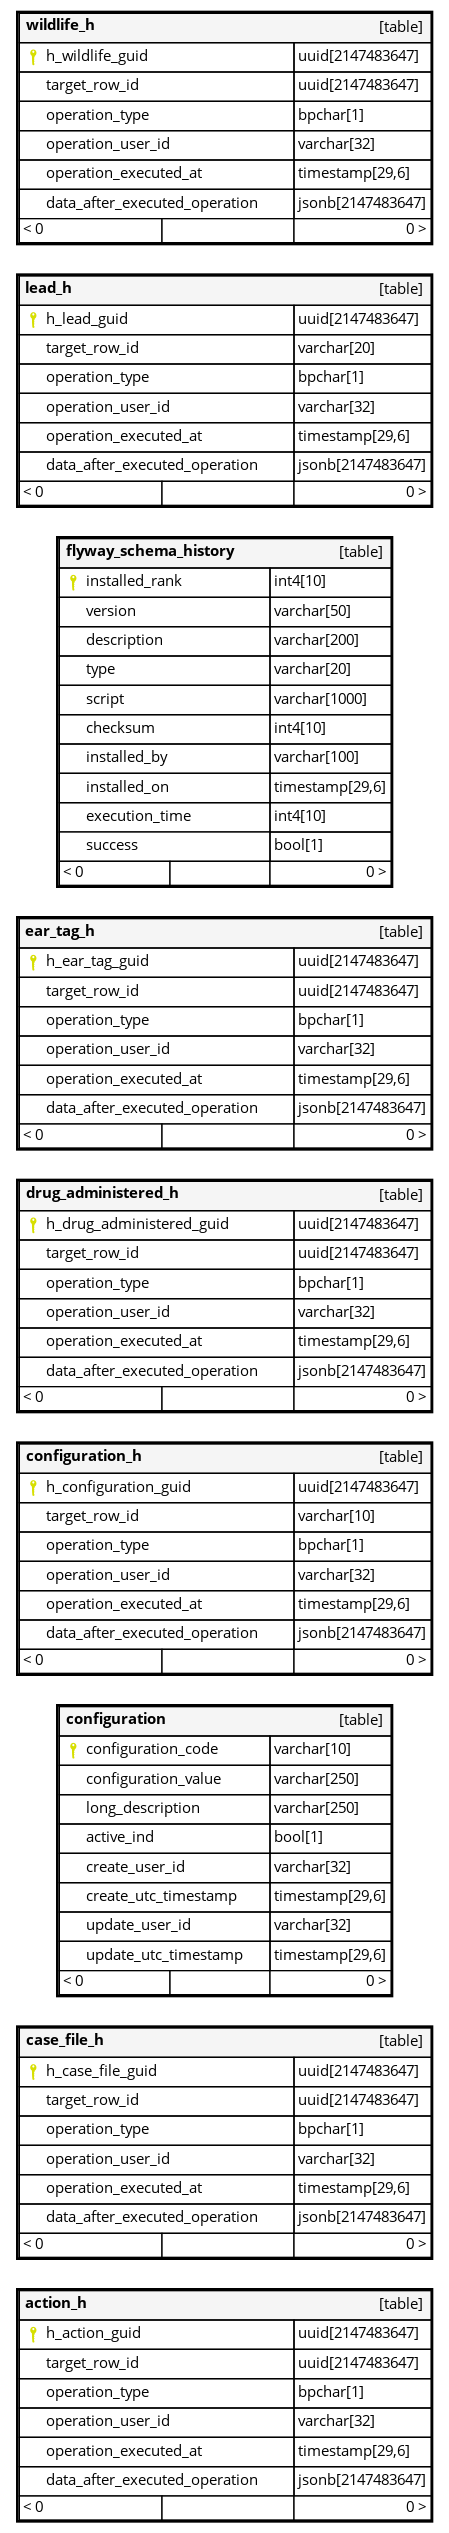 wildlife_h [table]
h_wildlife_guid uuid[2147483647]
target_row_id uuid[2147483647]
operation_type bpchar[1]
operation_user_id varchar[32]
operation_executed_at timestamp[29,6]
data_after_executed_operation jsonb[2147483647]
< 0 0 >
lead_h [table]
h_lead_guid uuid[2147483647]
target_row_id varchar[20]
operation_type bpchar[1]
operation_user_id varchar[32]
operation_executed_at timestamp[29,6]
data_after_executed_operation jsonb[2147483647]
< 0 0 >
flyway_schema_history [table]
installed_rank int4[10]
version varchar[50]
description varchar[200]
type varchar[20]
script varchar[1000]
checksum int4[10]
installed_by varchar[100]
installed_on timestamp[29,6]
execution_time int4[10]
success bool[1]
< 0 0 >
ear_tag_h [table]
h_ear_tag_guid uuid[2147483647]
target_row_id uuid[2147483647]
operation_type bpchar[1]
operation_user_id varchar[32]
operation_executed_at timestamp[29,6]
data_after_executed_operation jsonb[2147483647]
< 0 0 >
drug_administered_h [table]
h_drug_administered_guid uuid[2147483647]
target_row_id uuid[2147483647]
operation_type bpchar[1]
operation_user_id varchar[32]
operation_executed_at timestamp[29,6]
data_after_executed_operation jsonb[2147483647]
< 0 0 >
configuration_h [table]
h_configuration_guid uuid[2147483647]
target_row_id varchar[10]
operation_type bpchar[1]
operation_user_id varchar[32]
operation_executed_at timestamp[29,6]
data_after_executed_operation jsonb[2147483647]
< 0 0 >
configuration [table]
configuration_code varchar[10]
configuration_value varchar[250]
long_description varchar[250]
active_ind bool[1]
create_user_id varchar[32]
create_utc_timestamp timestamp[29,6]
update_user_id varchar[32]
update_utc_timestamp timestamp[29,6]
< 0 0 >
case_file_h [table]
h_case_file_guid uuid[2147483647]
target_row_id uuid[2147483647]
operation_type bpchar[1]
operation_user_id varchar[32]
operation_executed_at timestamp[29,6]
data_after_executed_operation jsonb[2147483647]
< 0 0 >
action_h [table]
h_action_guid uuid[2147483647]
target_row_id uuid[2147483647]
operation_type bpchar[1]
operation_user_id varchar[32]
operation_executed_at timestamp[29,6]
data_after_executed_operation jsonb[2147483647]
< 0 0 >